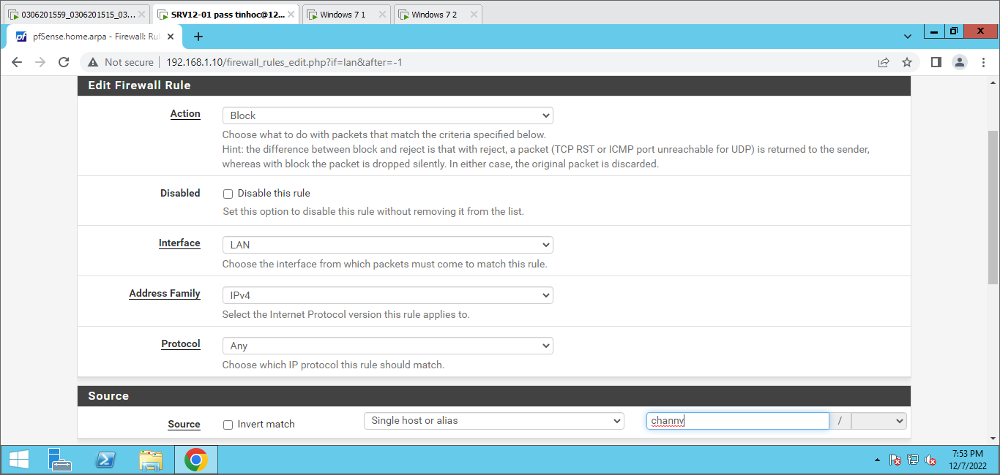 0306201559_0306201515_03...
SRV12-01 pass tinhoc@12...
Windows 7 1
Windows 7 2
pfSense.home.arpa - Firewall: Rul
Not secure
192.168.1.10/firewall_rules_edit.php?if=lan&after=-1
Edit Firewall Rule
Action
Block
Choose what to do with packets that match the criteria specified below.
Hint: the difference between block and reject is that with reject, a packet (TCP RST or ICMP port unreachable for UDP) is returned to the sender,
whereas with block the packet is dropped silently. In either case, the original packet is discarded.
Disabled
Disable this rule
Set this option to disable this rule without removing it from the list.
Interface
LAN
Choose the interface from which packets must come to match this rule.
Address Family
IPv4
Select the Internet Protocol version this rule applies to.
Protocol
Any
Choose which IP protocol this rule should match.
Source
Source
Invert match
Single host or alias
channv
/
7:53 PM
12/7/2022